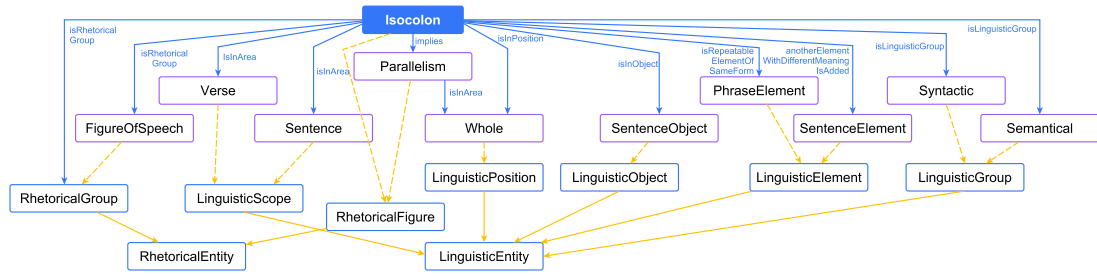 Isocolon
isRhetorical
Group
isRhetorical
Group
IsInArea
isInArea
implies
isInPosition
isInObject
isRepeatable
ElementOf
SameForm
anotherElement
WithDifferentMeaning
IsAdded
isLinguisticGroup
isLinguisticGroup
Parallelism
isInArea
Verse
PhraseElement
Syntactic
FigureOfSpeech
Sentence
Whole
SentenceObject
SentenceElement
Semantical
RhetoricalGroup
LinguisticScope
LinguisticPosition
LinguisticObject
LinguisticElement
LinguisticGroup
RhetoricalFigure
RhetoricalEntity
LinguisticEntity